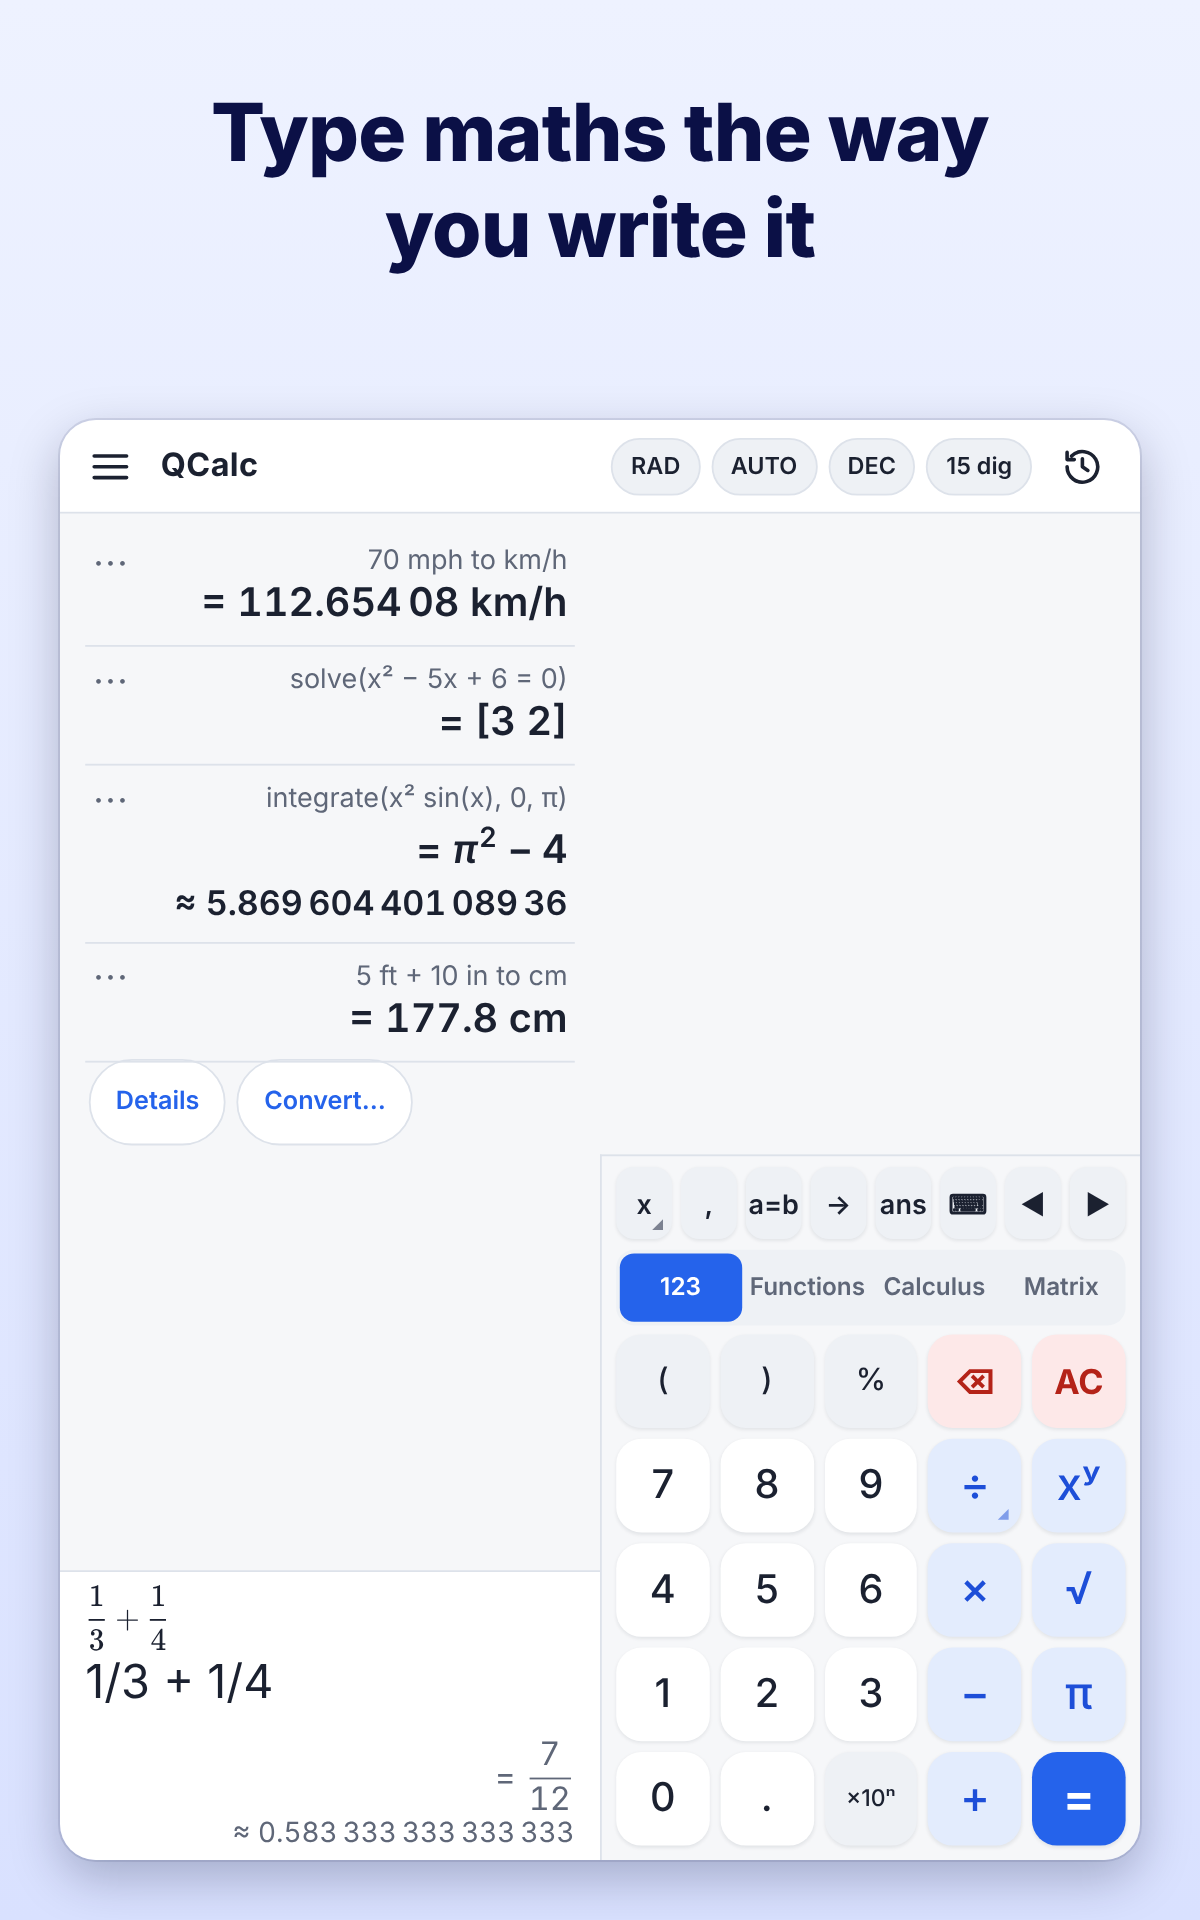 Type maths the way
you write it
QCalc
RAD AUTO DEC 15 dig
70 mph to km/h
= 112.654 08 km/h
solve(x² − 5x + 6 = 0)
= [3 2]
integrate(x² sin(x), 0, π)
= π² − 4
≈ 5.869 604 401 089 36
5 ft + 10 in to cm
= 177.8 cm
Details Convert...
x , a=b → ans ⌨ ◀ ▶
123 Functions Calculus Matrix
( ) % ⌫ AC
7 8 9 ÷ xʸ
4 5 6 × √
1 2 3 − π
0 . ×10ⁿ + =
1/3 + 1/4
1/3 + 1/4
= 7/12
≈ 0.583 333 333 333 333